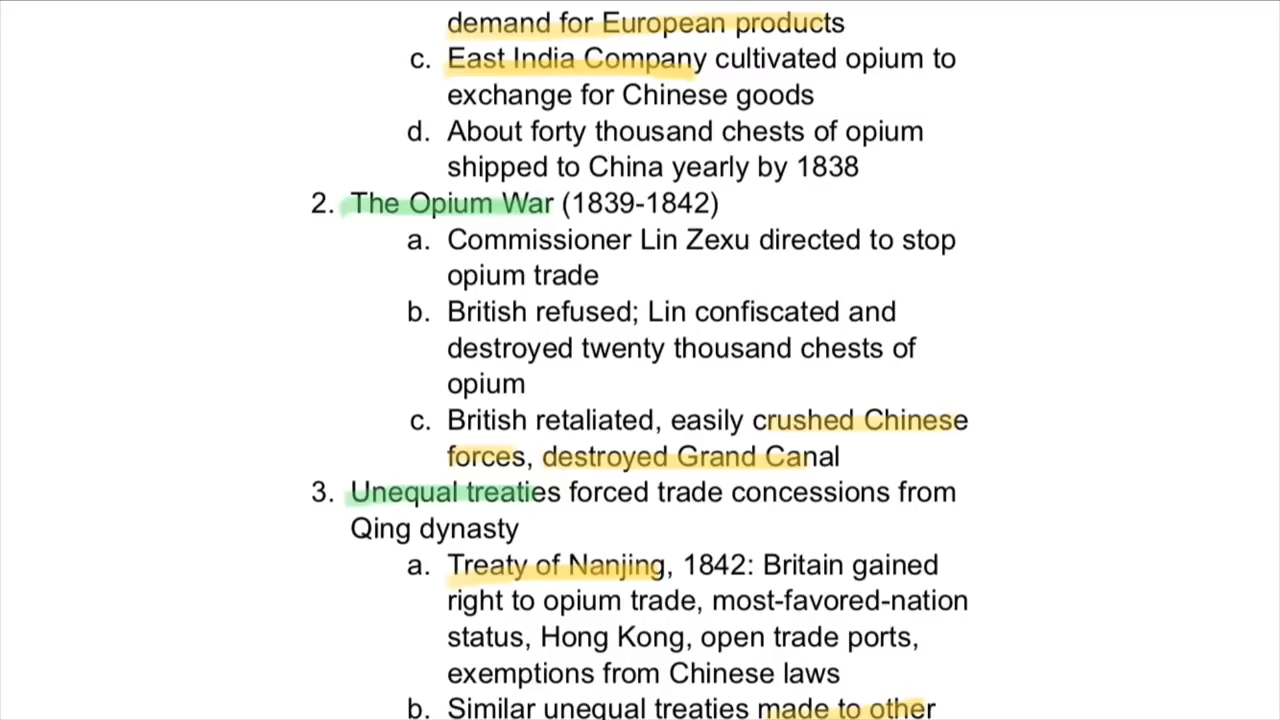 demand for European products
c. East India Company cultivated opium to
exchange for Chinese goods
d. About forty thousand chests of opium
shipped to China yearly by 1838
2. The Opium War (1839-1842)
a. Commissioner Lin Zexu directed to stop
opium trade
b. British refused; Lin confiscated and
destroyed twenty thousand chests of
opium
c. British retaliated, easily crushed Chinese
forces, destroyed Grand Canal
3. Unequal treaties forced trade concessions from
Qing dynasty
a. Treaty of Nanjing, 1842: Britain gained
right to opium trade, most-favored-nation
status, Hong Kong, open trade ports,
exemptions from Chinese laws
b. Similar unequal treaties made to other